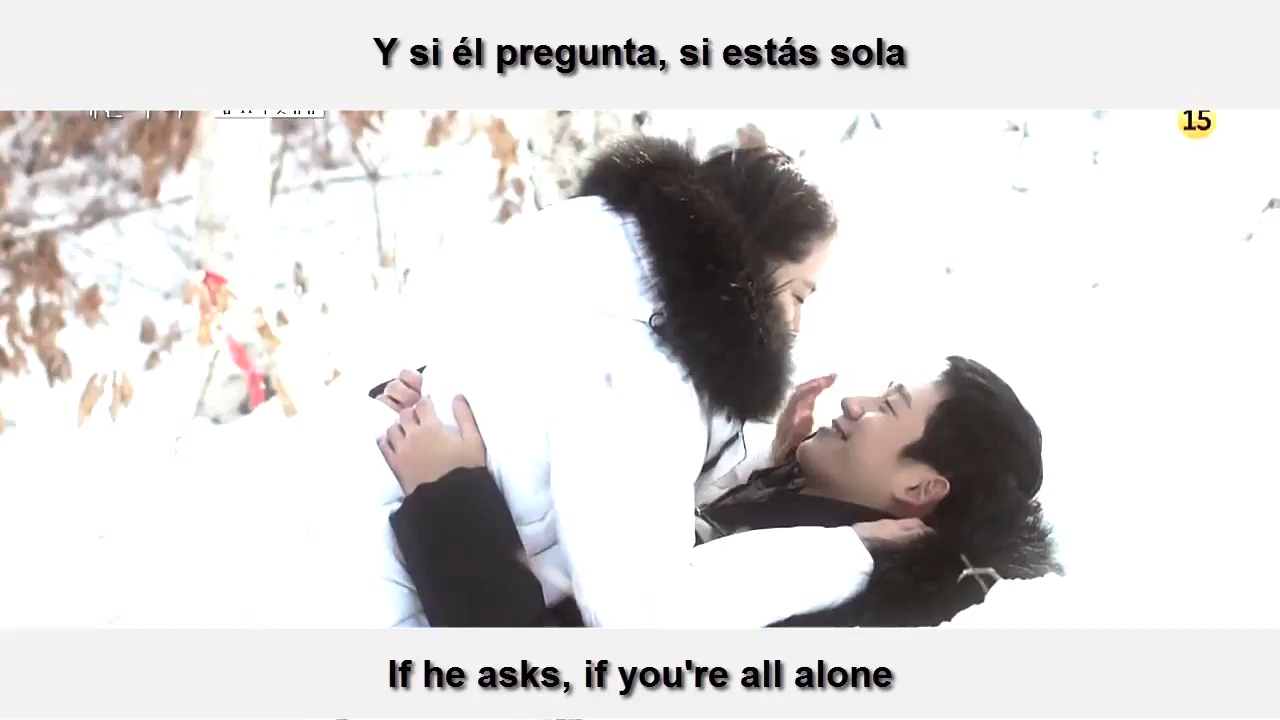 Y si él pregunta, si estás sola
15
If he asks, if you're all alone